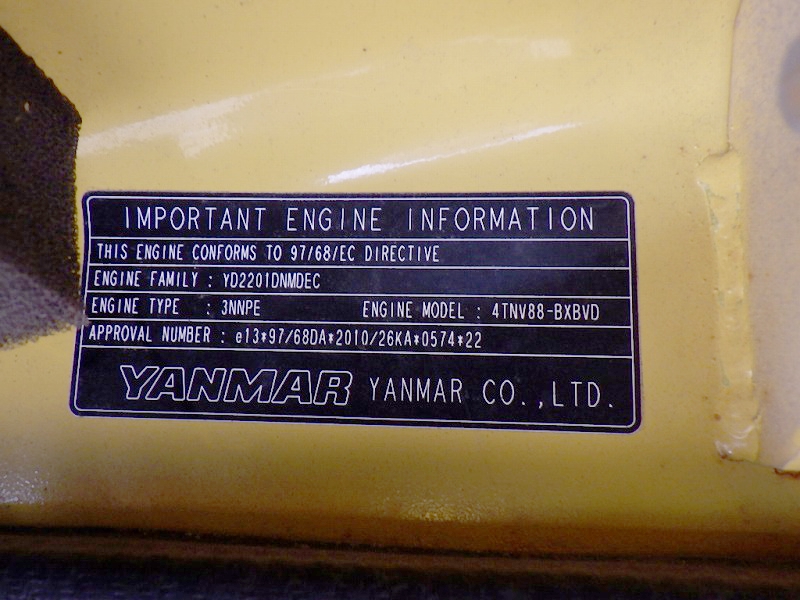 IMPORTANT ENGINE INFORMATION
THIS ENGINE CONFORMS TO 97/68/EC DIRECTIVE
ENGINE FAMILY : YD2201DNMDEC
ENGINE TYPE : 3NNPE ENGINE MODEL : 4TNV88-BXBVD
APPROVAL NUMBER : e13*97/68DA*2010/26KA*0574*22
YANMAR YANMAR CO.,LTD.